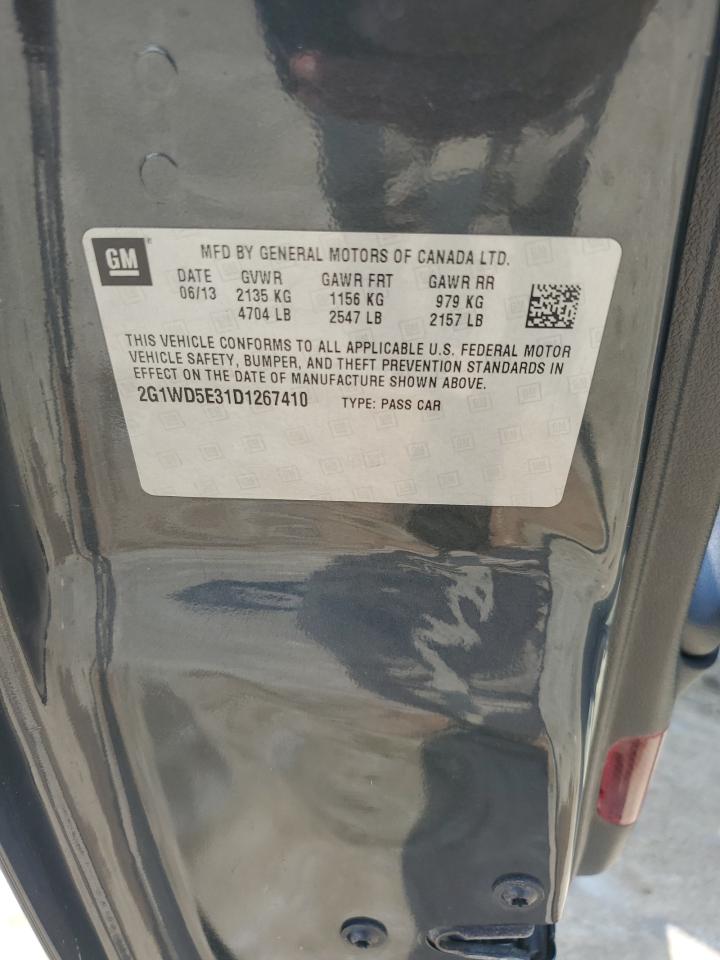 GM
MFD BY GENERAL MOTORS OF CANADA LTD.
DATE GVWR GAWR FRT GAWR RR
06/13 2135 KG 1156 KG 979 KG
4704 LB 2547 LB 2157 LB
THIS VEHICLE CONFORMS TO ALL APPLICABLE U.S. FEDERAL MOTOR
VEHICLE SAFETY, BUMPER, AND THEFT PREVENTION STANDARDS IN
EFFECT ON THE DATE OF MANUFACTURE SHOWN ABOVE.
2G1WD5E31D1267410 TYPE: PASS CAR